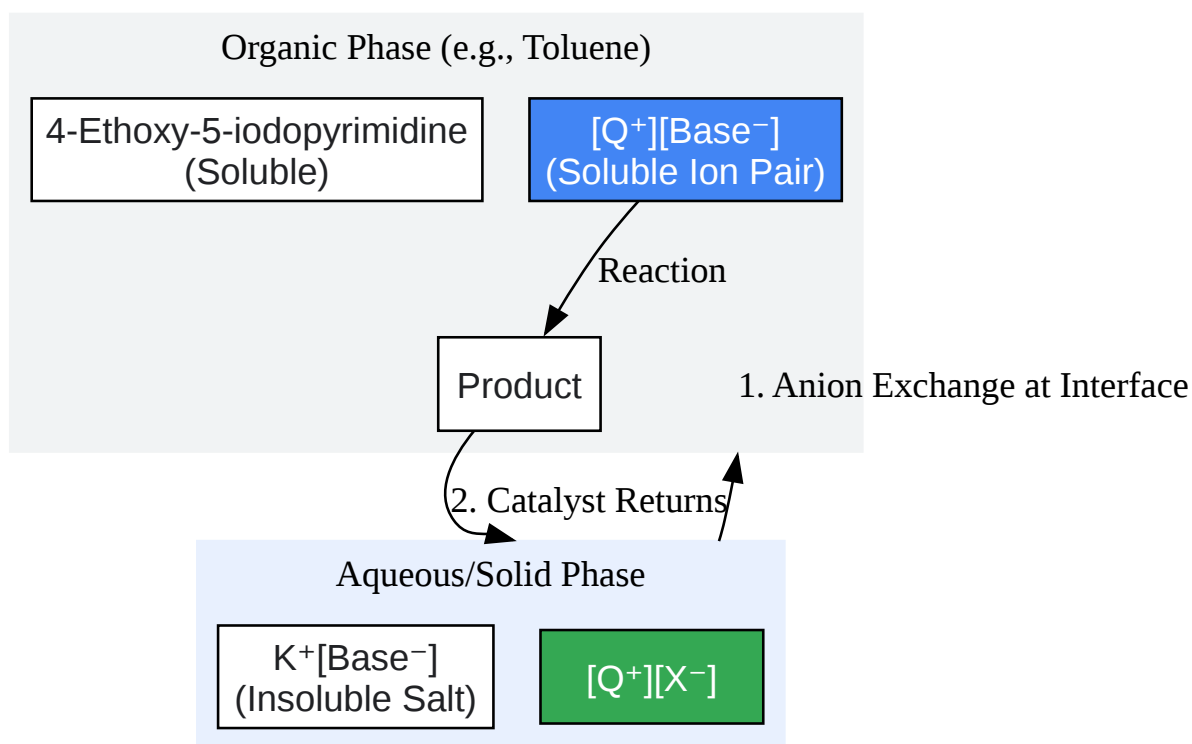 Organic Phase (e.g., Toluene)
4-Ethoxy-5-iodopyrimidine
(Soluble)
[Q⁺][Base⁻]
(Soluble Ion Pair)
Reaction
Product
1. Anion Exchange at Interface
2. Catalyst Returns
Aqueous/Solid Phase
K⁺[Base⁻]
(Insoluble Salt)
[Q⁺][X⁻]